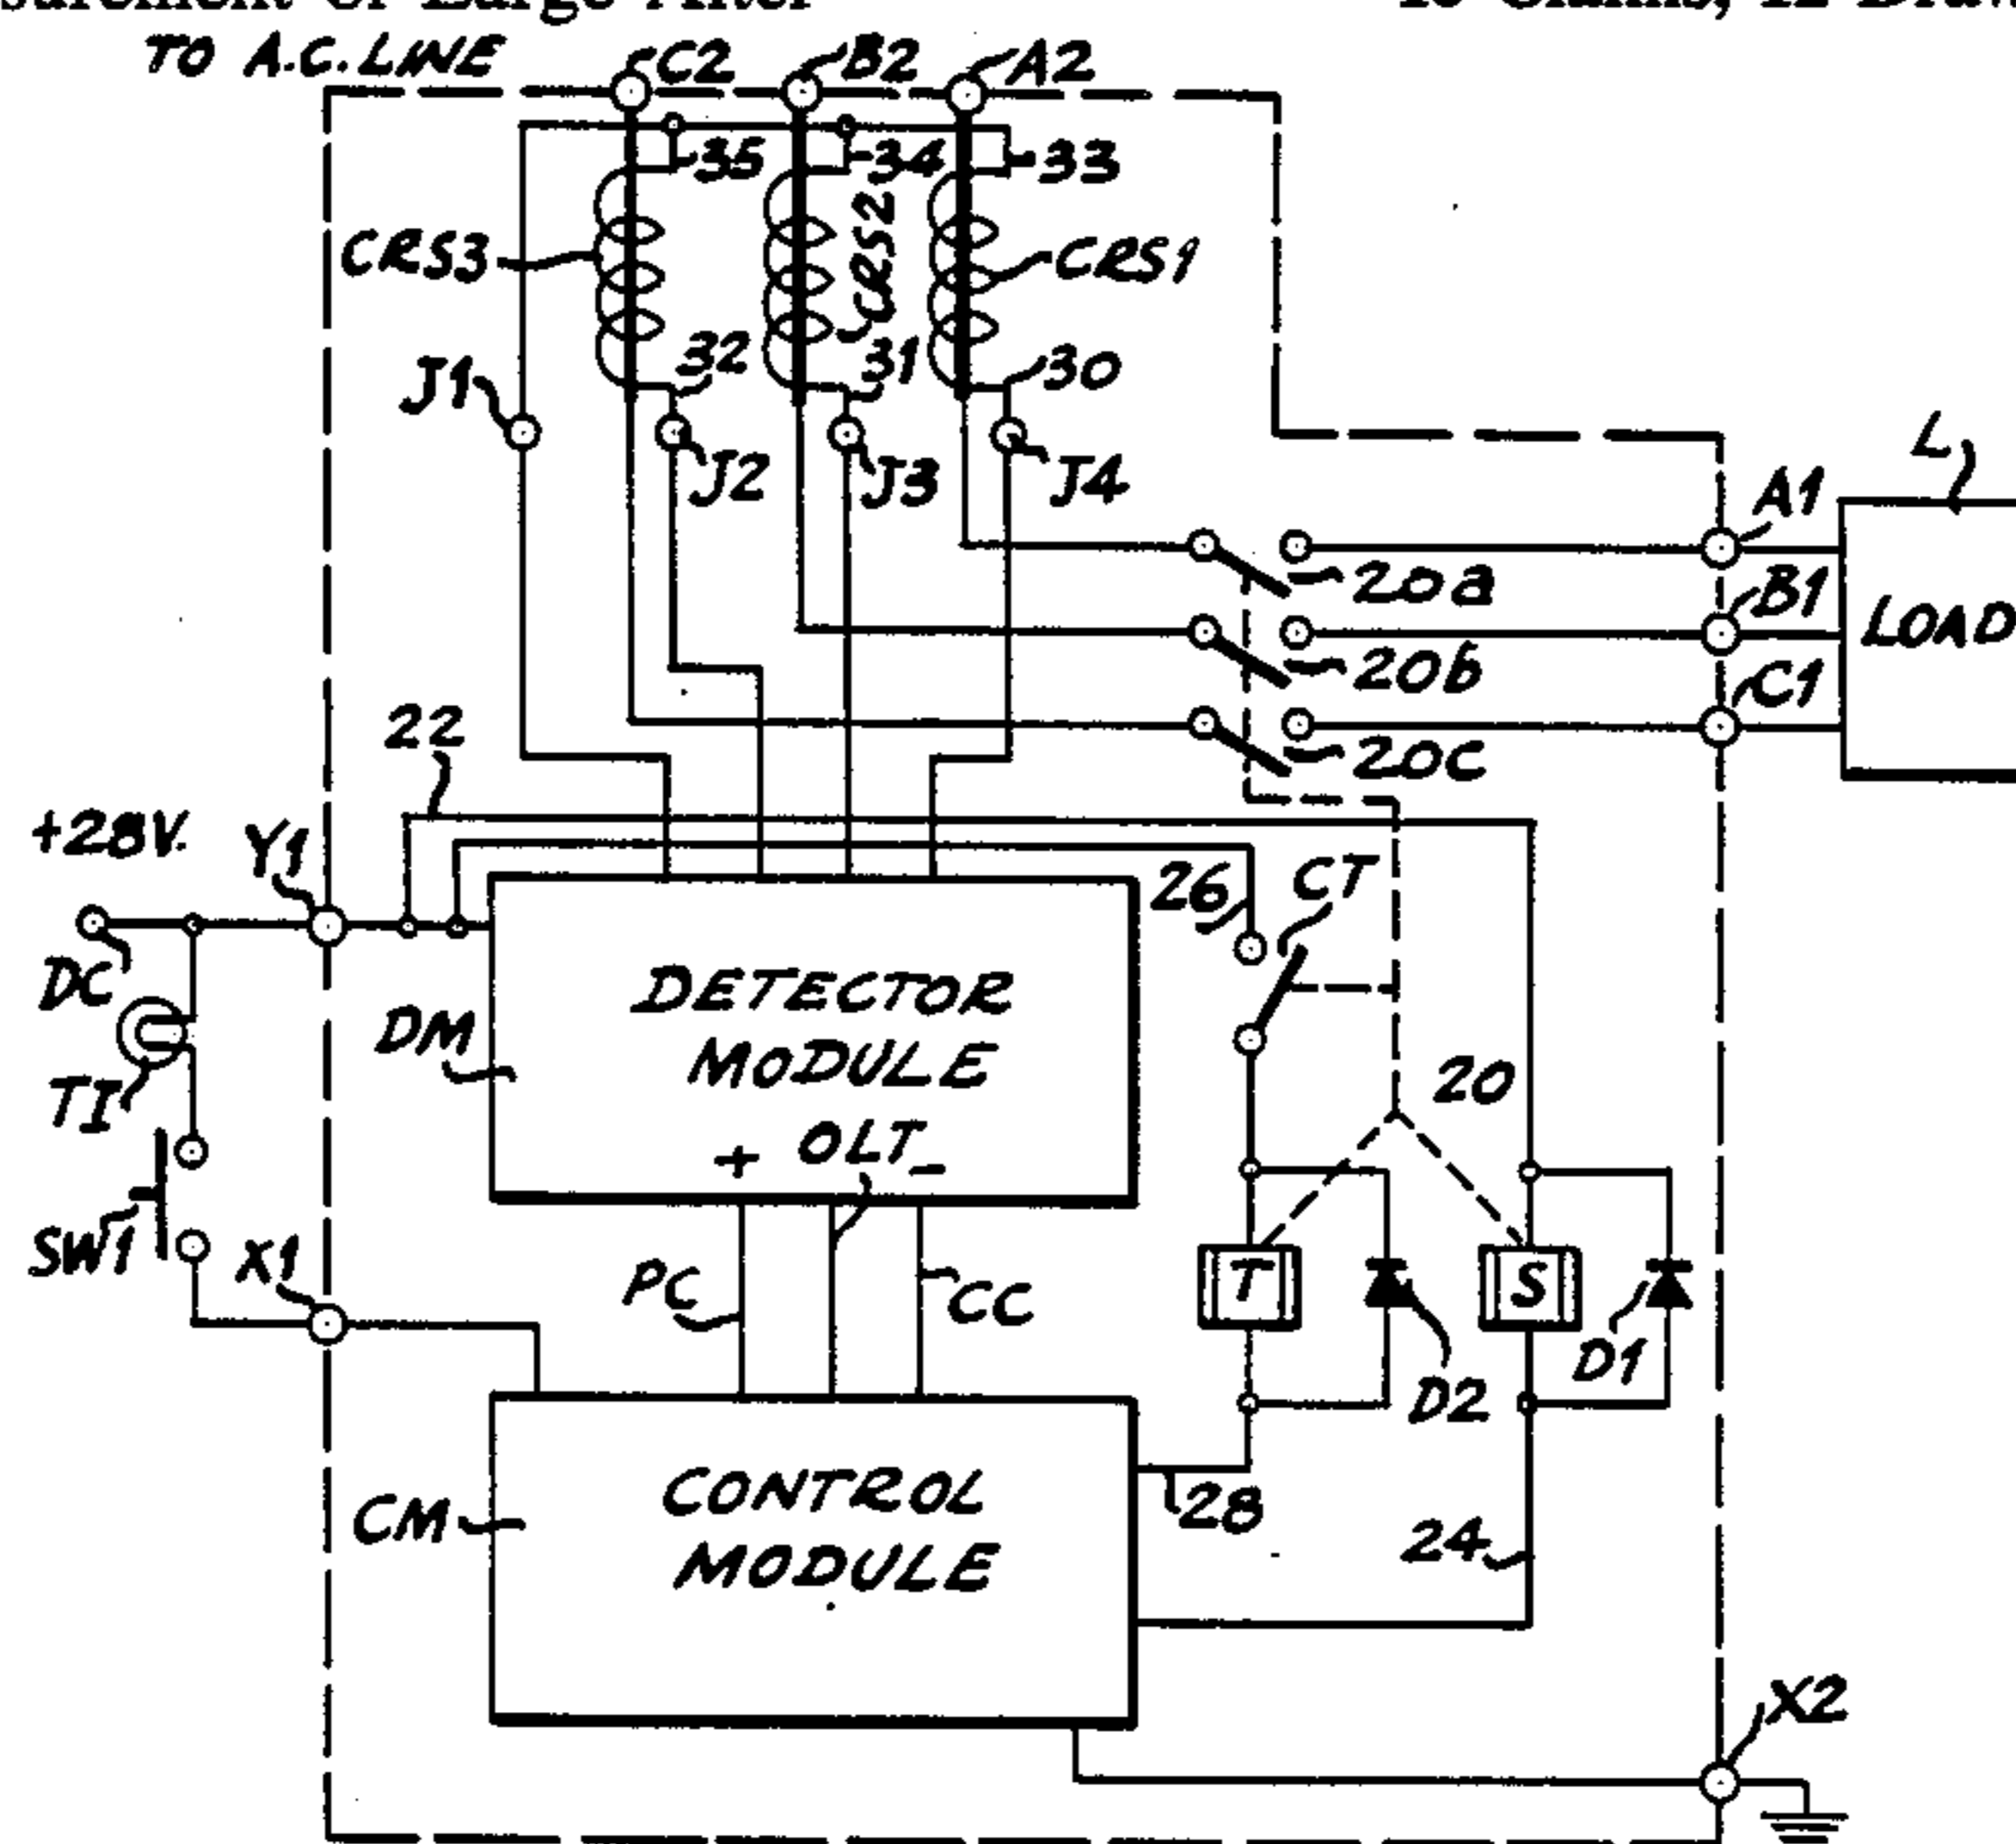 TO A.C. LINE
C2
B2
A2
35
34
33
CRS3
CRS2
CRS1
32
31
30
J1
J2
J3
J4
L
A1
20a
B1
LOAD
20b
C1
20c
22
+28V.
Y1
26
CT
DC
DETECTOR
MODULE
DM
TI
20
+ OLT -
SW1
X1
PC
CC
T
S
D2
D1
CONTROL
MODULE
CM
28
24
X2